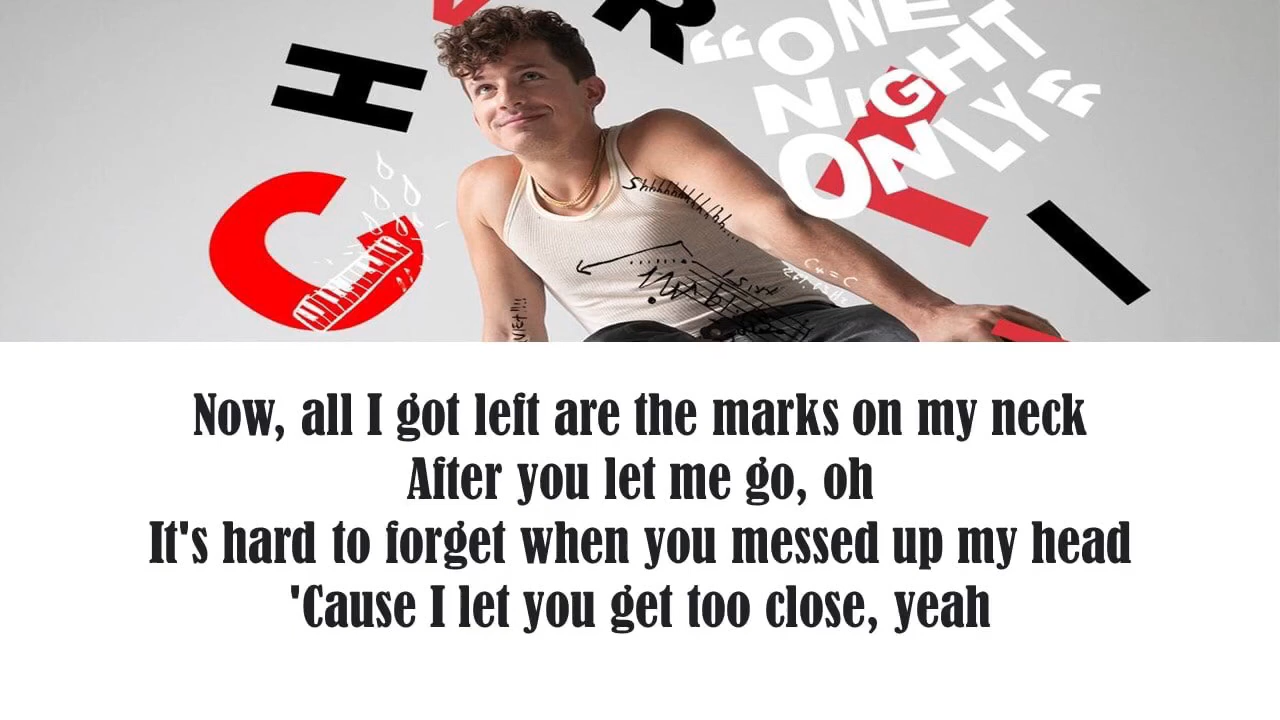 C H A R L I
“ONE
NIGHT
ONLY“
Shhhhhhhhhh....
Now, all I got left are the marks on my neck
After you let me go, oh
It's hard to forget when you messed up my head
'Cause I let you get too close, yeah